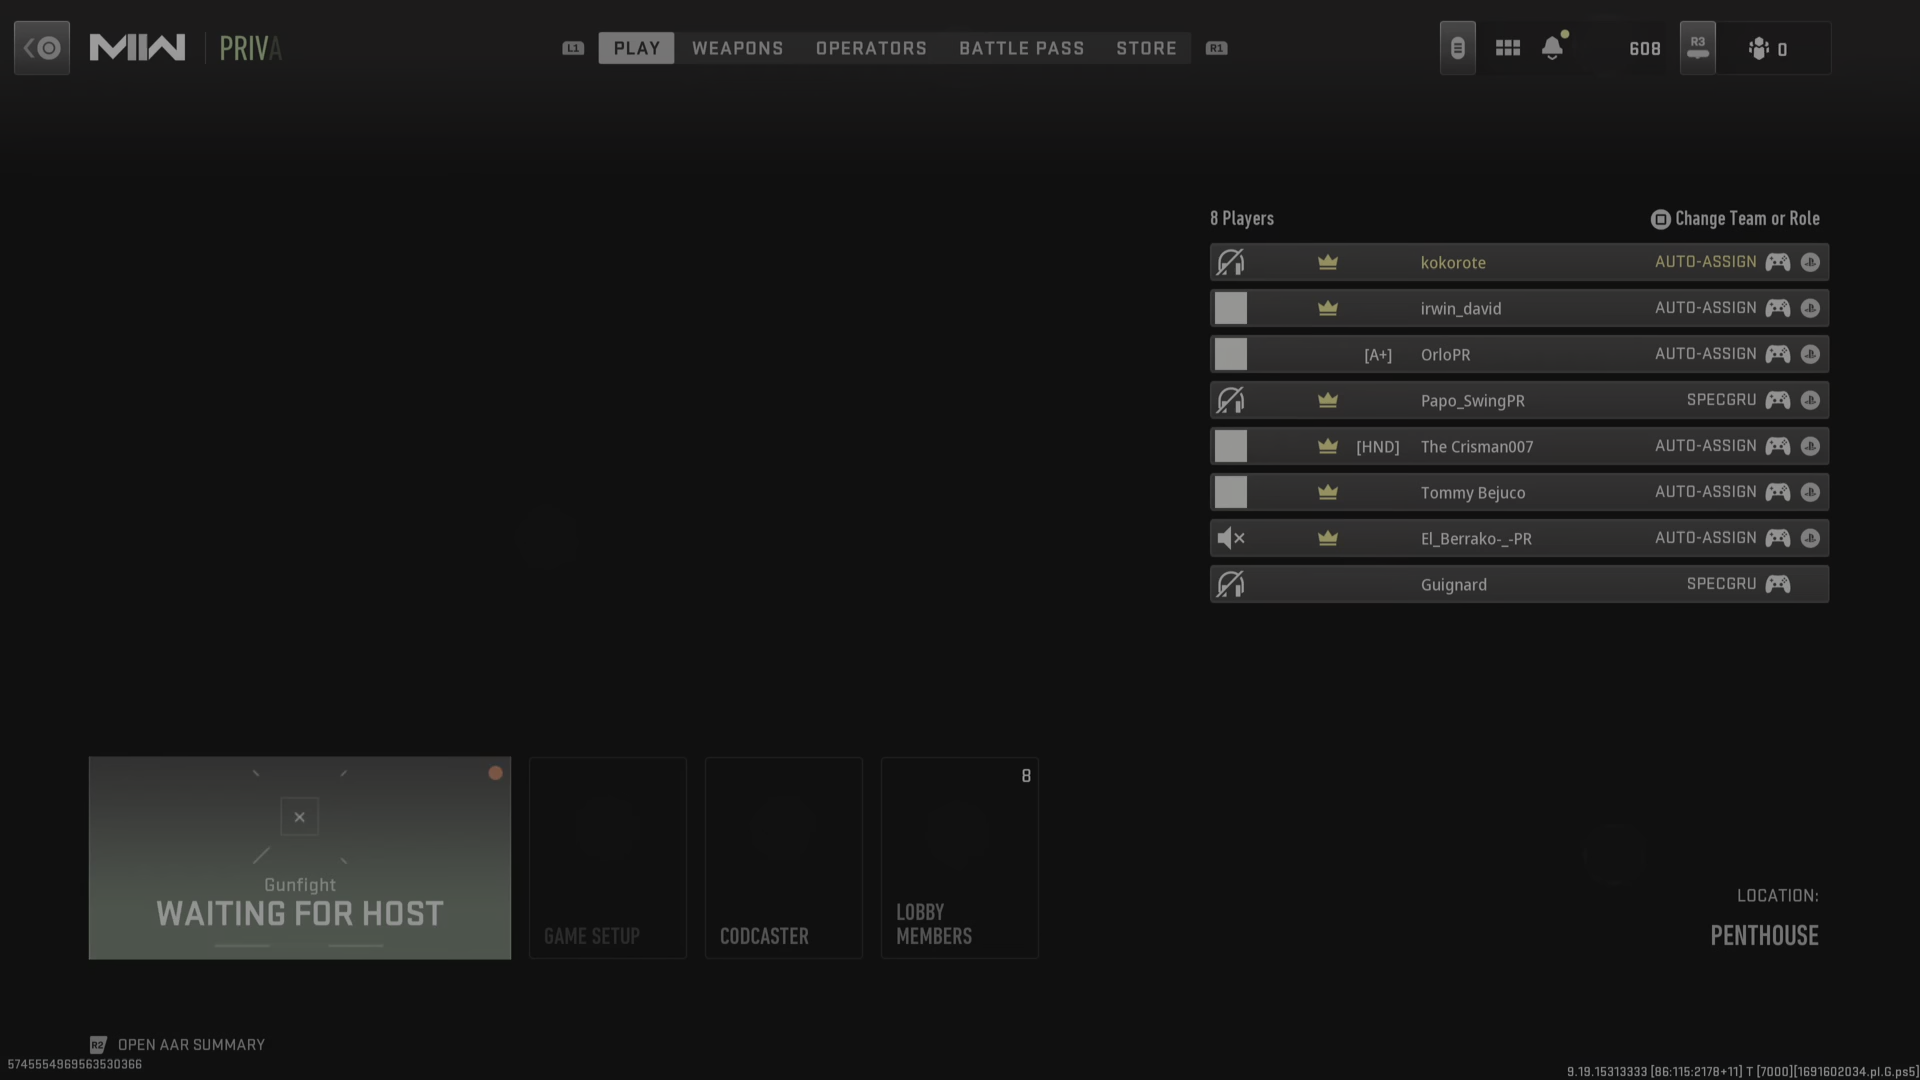 MW PRIVA
L1 PLAY WEAPONS OPERATORS BATTLE PASS STORE R1
608 R3 0
8 Players Change Team or Role
kokorote AUTO-ASSIGN
irwin_david AUTO-ASSIGN
[A+] OrloPR AUTO-ASSIGN
Papo_SwingPR SPECGRU
[HND] The Crisman007 AUTO-ASSIGN
Tommy Bejuco AUTO-ASSIGN
El_Berrako-_-PR AUTO-ASSIGN
Guignard SPECGRU
8
Gunfight
WAITING FOR HOST
GAME SETUP
CODCASTER
LOBBY
MEMBERS
LOCATION:
PENTHOUSE
R2 OPEN AAR SUMMARY
5745554969563530366
9.19.15313333 [86:115:2178+11] T [7000][1691602034.pl.G.ps5]